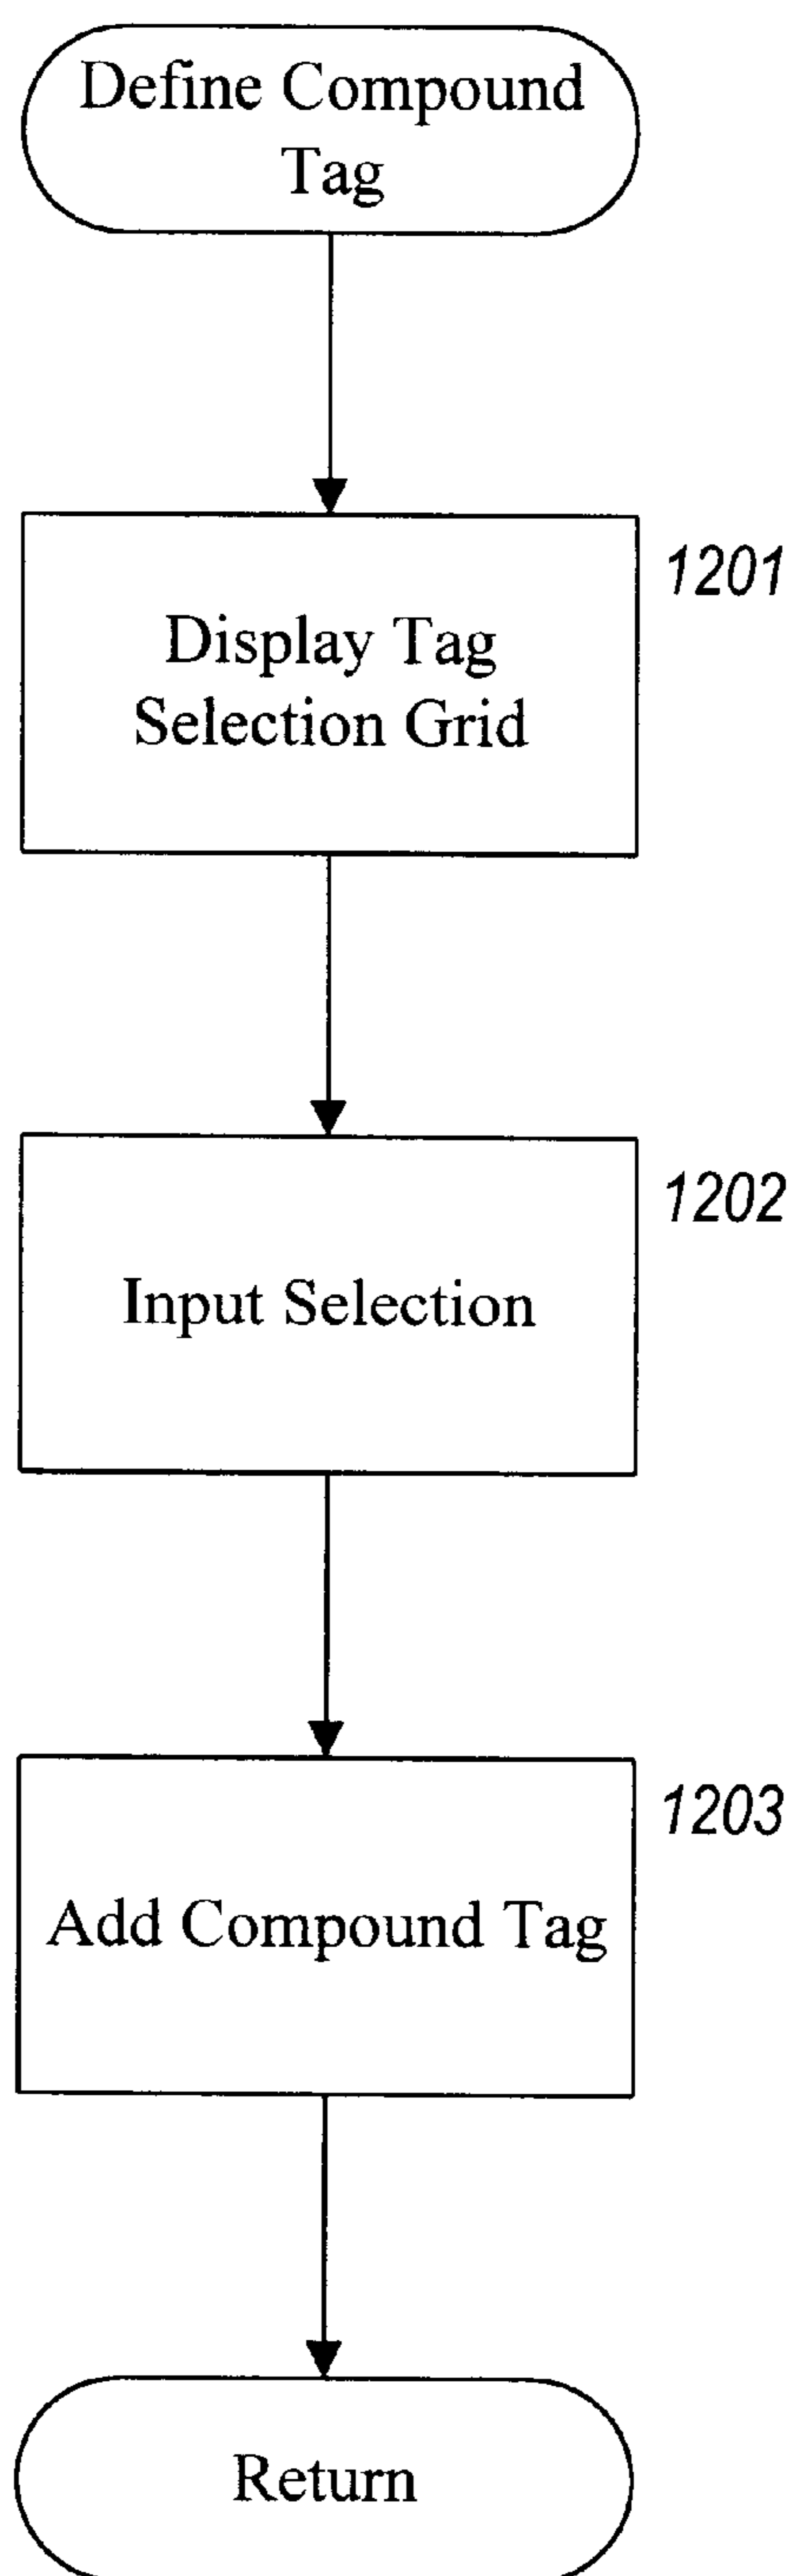 Define Compound
Tag
1201
Display Tag
Selection Grid
1202
Input Selection
1203
Add Compound Tag
Return